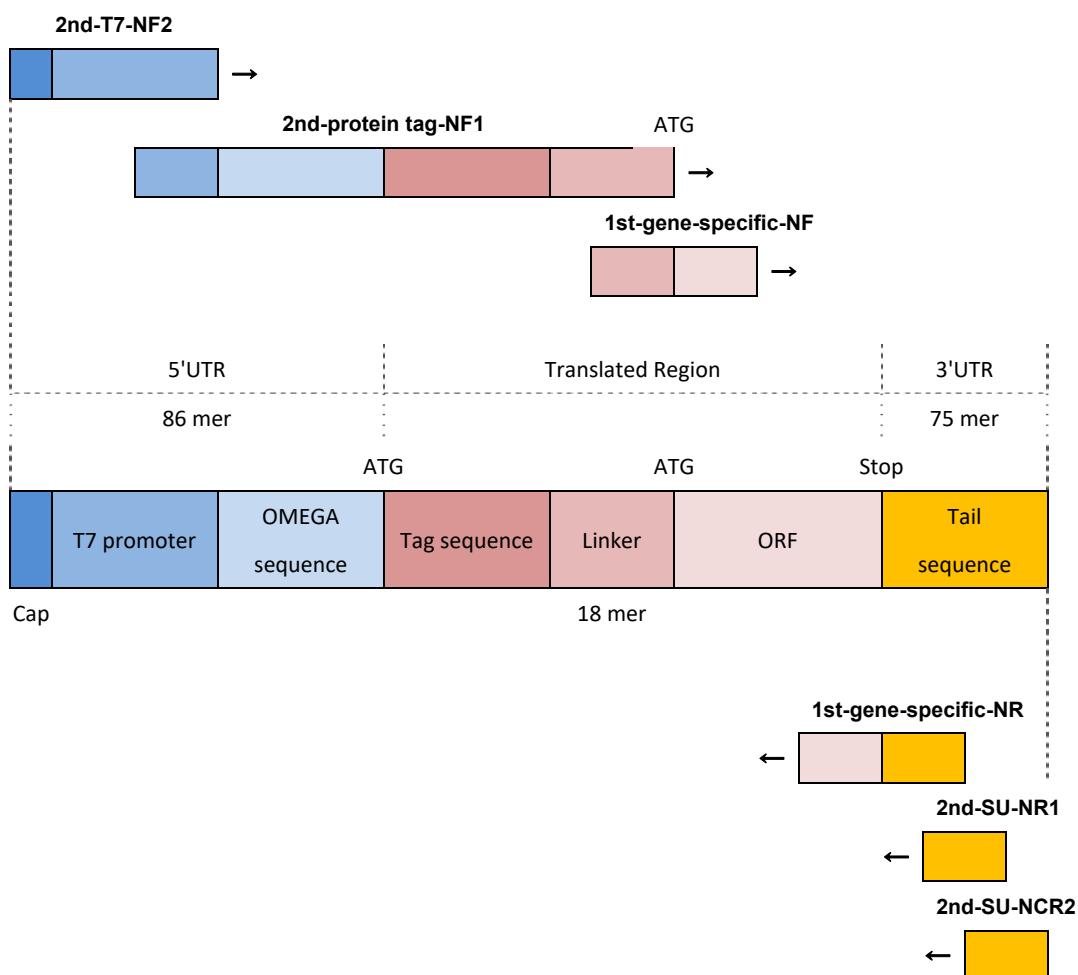 2nd-T7-NF2
→
2nd-protein tag-NF1
ATG
→
1st-gene-specific-NF
→
5'UTR
Translated Region
3'UTR
86 mer
75 mer
ATG
ATG
Stop
T7 promoter
OMEGA
sequence
Tag sequence
Linker
ORF
Tail
sequence
Cap
18 mer
1st-gene-specific-NR
←
2nd-SU-NR1
←
2nd-SU-NCR2
←